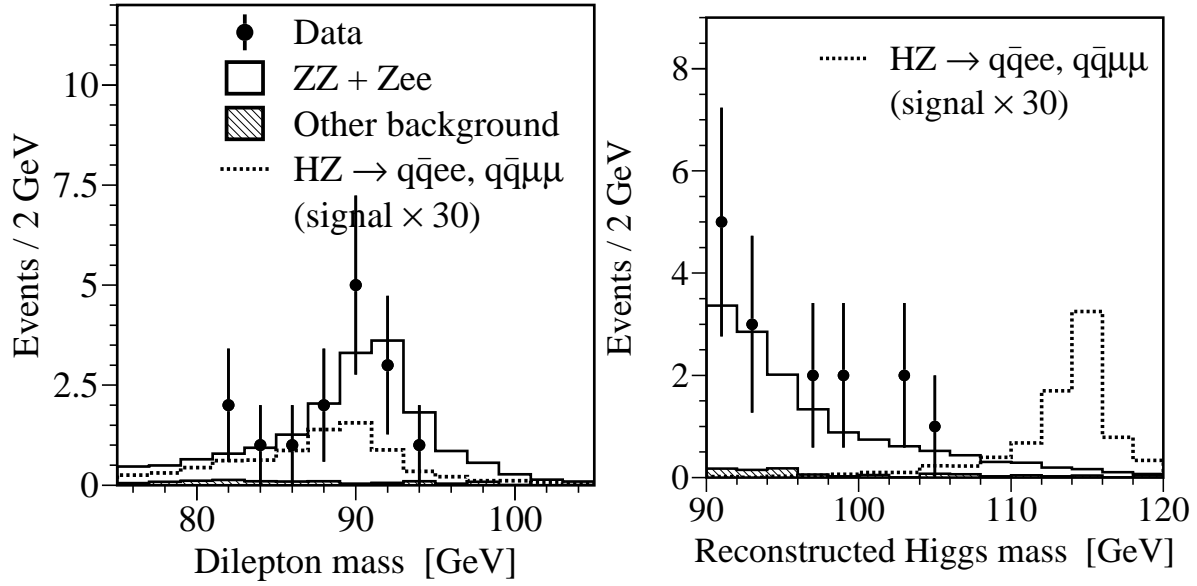 Events / 2 GeV
10
7.5
5
2.5
0
Data
ZZ + Zee
Other background
HZ → qq̄ee, qq̄μμ
(signal × 30)
80
90
100
Dilepton mass [GeV]
Events / 2 GeV
8
6
4
2
0
HZ → qq̄ee, qq̄μμ
(signal × 30)
90
100
110
120
Reconstructed Higgs mass [GeV]